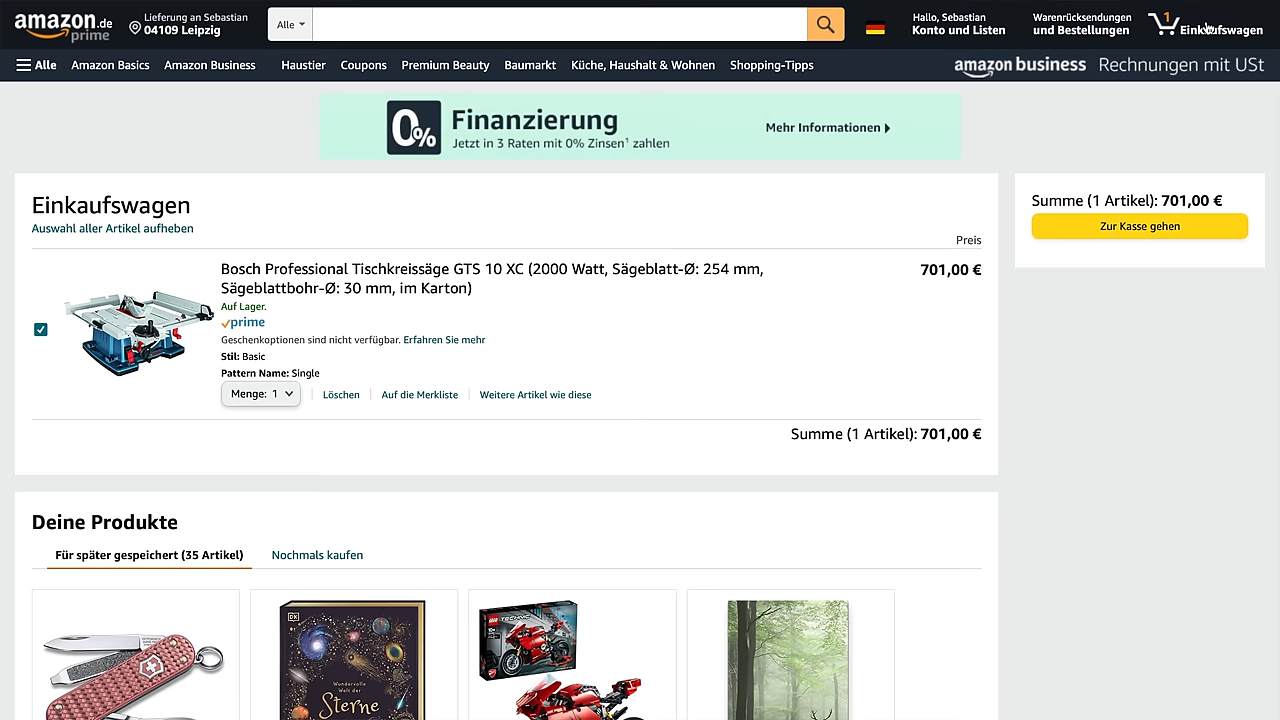 amazon.de
prime
Lieferung an Sebastian
04109 Leipzig
Alle
Hallo, Sebastian
Konto und Listen
Warenrücksendungen
und Bestellungen
1
Einkaufswagen
Alle
Amazon Basics
Amazon Business
Haustier
Coupons
Premium Beauty
Baumarkt
Küche, Haushalt & Wohnen
Shopping-Tipps
amazon business
Rechnungen mit USt
0%
Finanzierung
Jetzt in 3 Raten mit 0% Zinsen¹ zahlen
Mehr Informationen
Einkaufswagen
Auswahl aller Artikel aufheben
Preis
Bosch Professional Tischkreissäge GTS 10 XC (2000 Watt, Sägeblatt-Ø: 254 mm,
Sägeblattbohr-Ø: 30 mm, im Karton)
701,00 €
Auf Lager.
prime
Geschenkoptionen sind nicht verfügbar. Erfahren Sie mehr
Stil: Basic
Pattern Name: Single
Menge: 1
Löschen
Auf die Merkliste
Weitere Artikel wie diese
Summe (1 Artikel): 701,00 €
Summe (1 Artikel): 701,00 €
Zur Kasse gehen
Deine Produkte
Für später gespeichert (35 Artikel)
Nochmals kaufen
DK
Wundervolle
Welt der
Sterne
LEGO
TECHNIC